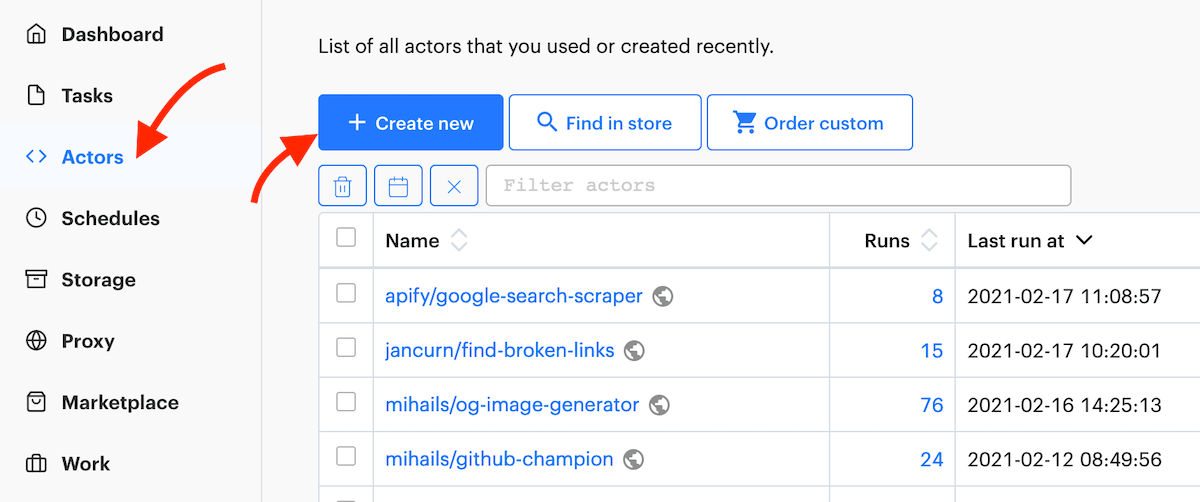 Dashboard
Tasks
Actors
Schedules
Storage
Proxy
Marketplace
Work
List of all actors that you used or created recently.
Create new Find in store Order custom
Filter actors
Name Runs Last run at
apify/google-search-scraper 8 2021-02-17 11:08:57
jancurn/find-broken-links 15 2021-02-17 10:20:01
mihails/og-image-generator 76 2021-02-16 14:25:13
mihails/github-champion 24 2021-02-12 08:49:56